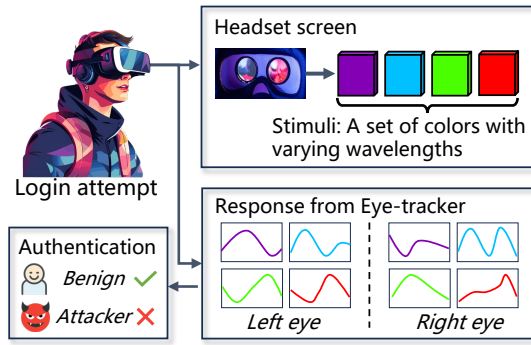 Headset screen
Stimuli: A set of colors with
varying wavelengths
Login attempt
Response from Eye-tracker
Left eye
Right eye
Authentication
Benign
Attacker